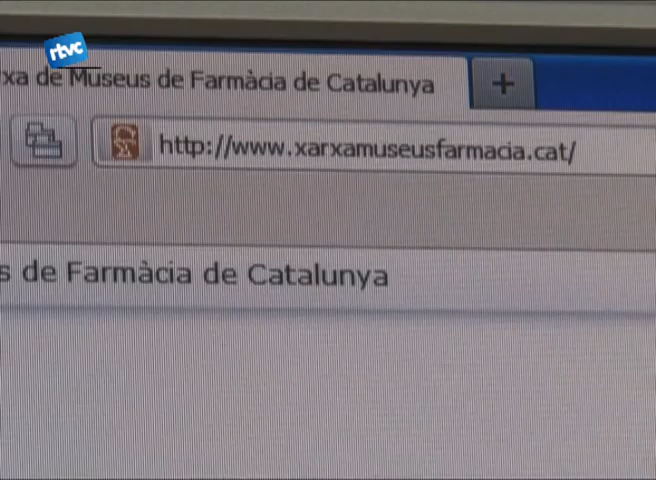 rtvc
xa de Museus de Farmàcia de Catalunya
http://www.xarxamuseusfarmacia.cat/
s de Farmàcia de Catalunya